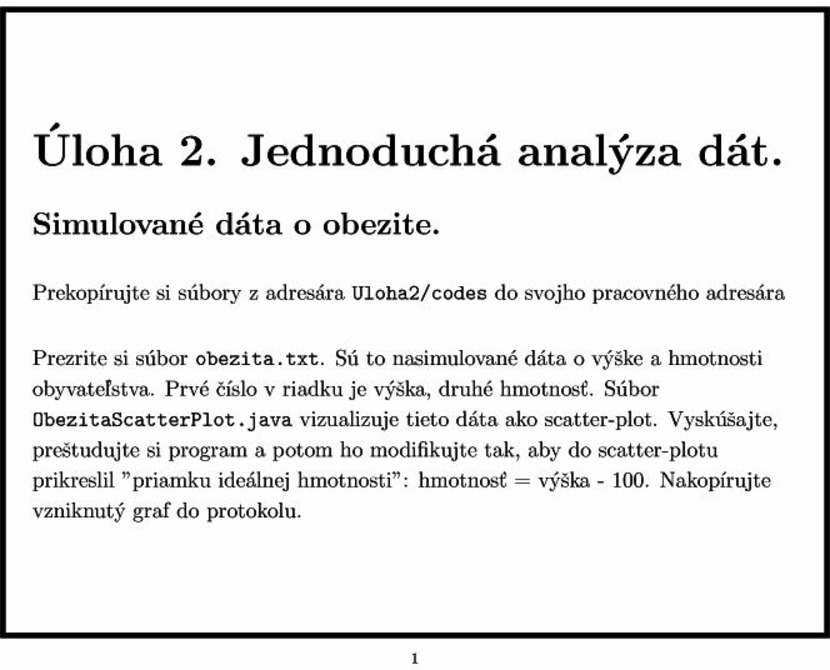 Úloha 2. Jednoduchá analýza dát.
Simulované dáta o obezite.
Prekopírujte si súbory z adresára Uloha2/codes do svojho pracovného adresára
Prezrite si súbor obezita.txt. Sú to nasimulované dáta o výške a hmotnosti
obyvateľstva. Prvé číslo v riadku je výška, druhé hmotnosť. Súbor
ObezitaScatterPlot.java vizualizuje tieto dáta ako scatter-plot. Vyskúšajte,
preštudujte si program a potom ho modifikujte tak, aby do scatter-plotu
prikreslil ”priamku ideálnej hmotnosti”: hmotnosť = výška - 100. Nakopírujte
vzniknutý graf do protokolu.
1